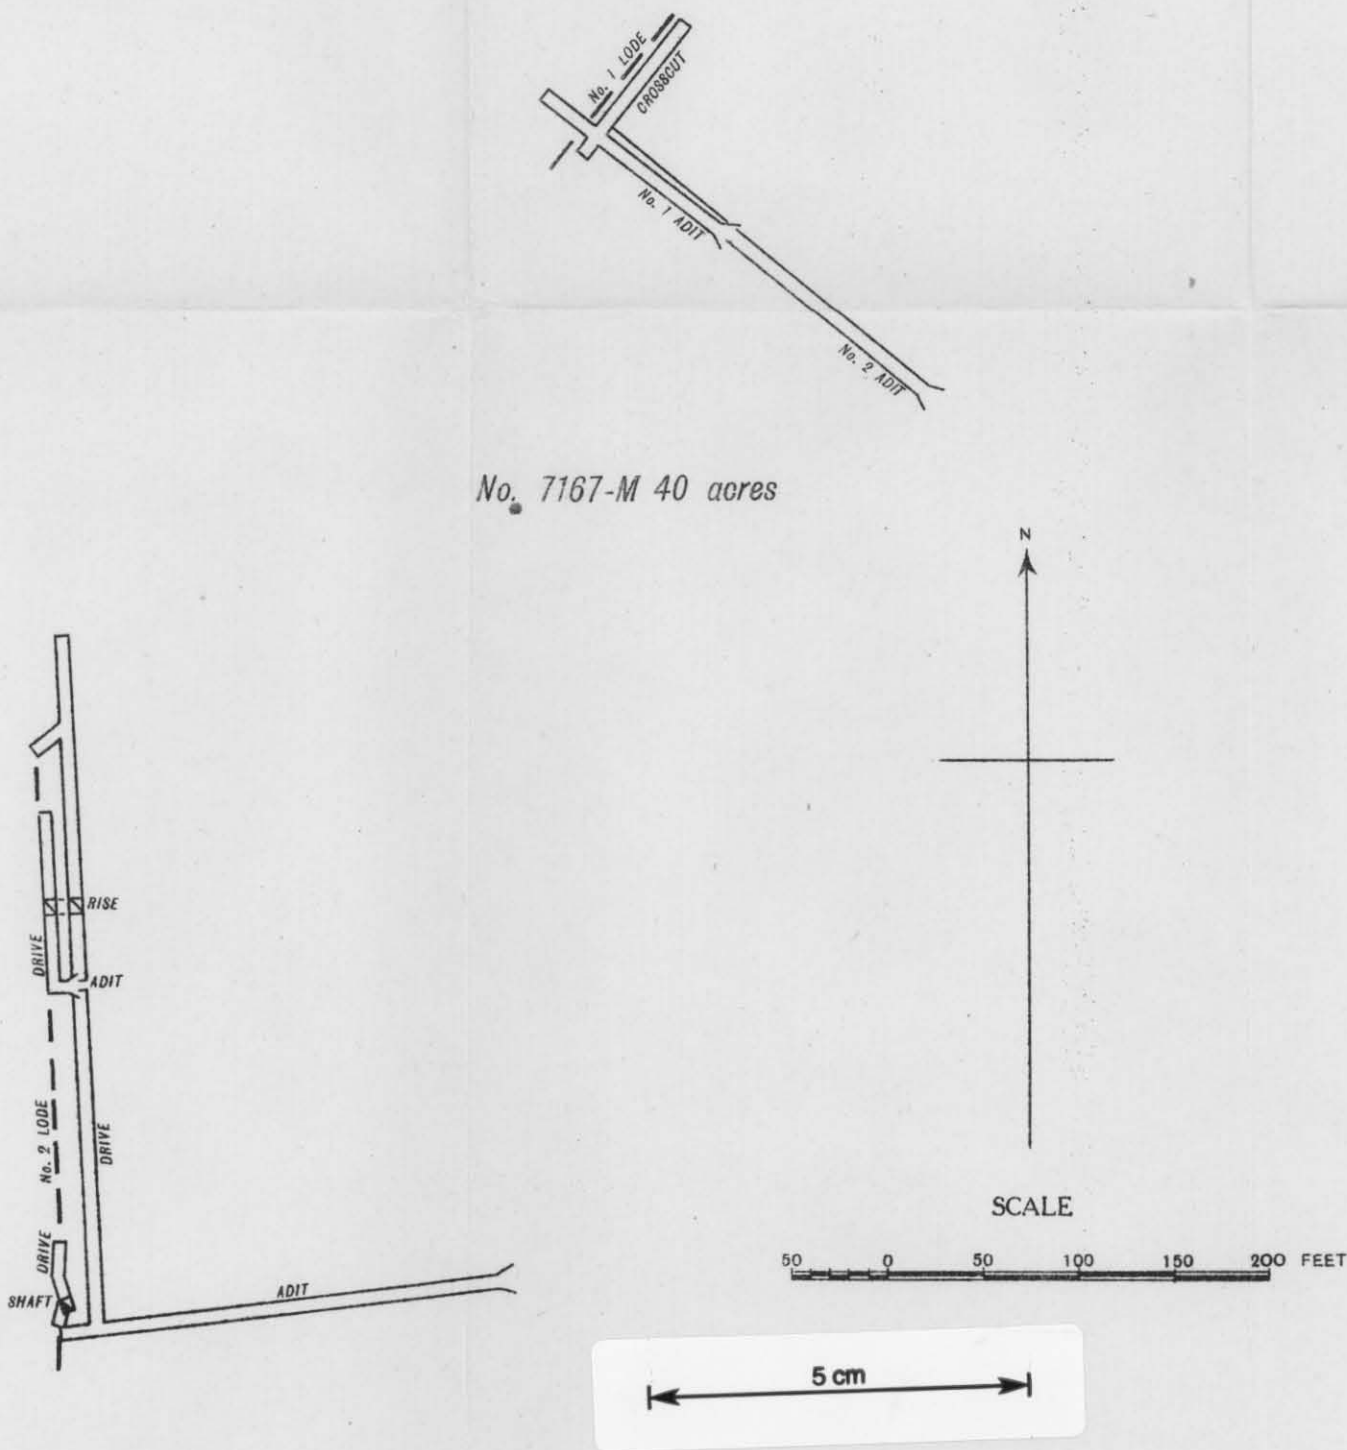 No. 1 LODE
CROSSCUT
No. 1 ADIT
No. 2 ADIT
No. 7167-M 40 acres
N
RISE
DRIVE
ADIT
No. 2 LODE
DRIVE
DRIVE
SHAFT
ADIT
SCALE
50 0 50 100 150 200 FEET
5 cm